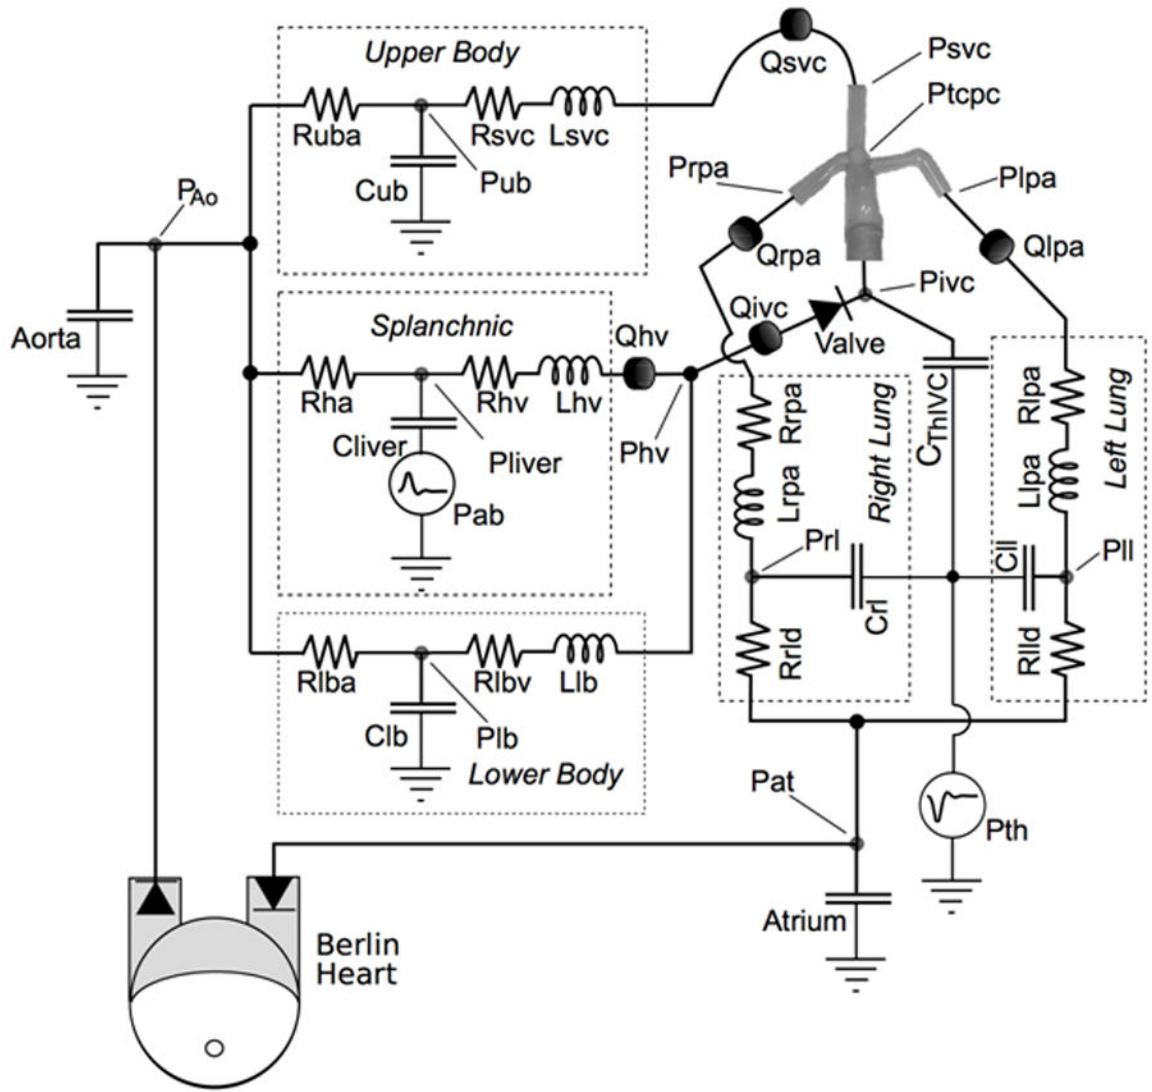 Qsvc
Psvc
Ptcpc
Upper Body
Ruba
Rsvc
Lsvc
Cub
Pub
Prpa
Plpa
PAo
Qrpa
Qlpa
Pivc
Aorta
Splanchnic
Qhv
Qivc
Valve
Rha
Rhv
Lhv
Cliver
Pliver
Phv
Pab
Rrpa
Lrpa
Right Lung
CThIVC
Rlpa
Llpa
Left Lung
Prl
Crl
Cll
Pll
Rrld
Rlld
Rlba
Rlbv
Llb
Clb
Plb
Lower Body
Pat
Pth
Atrium
Berlin
Heart